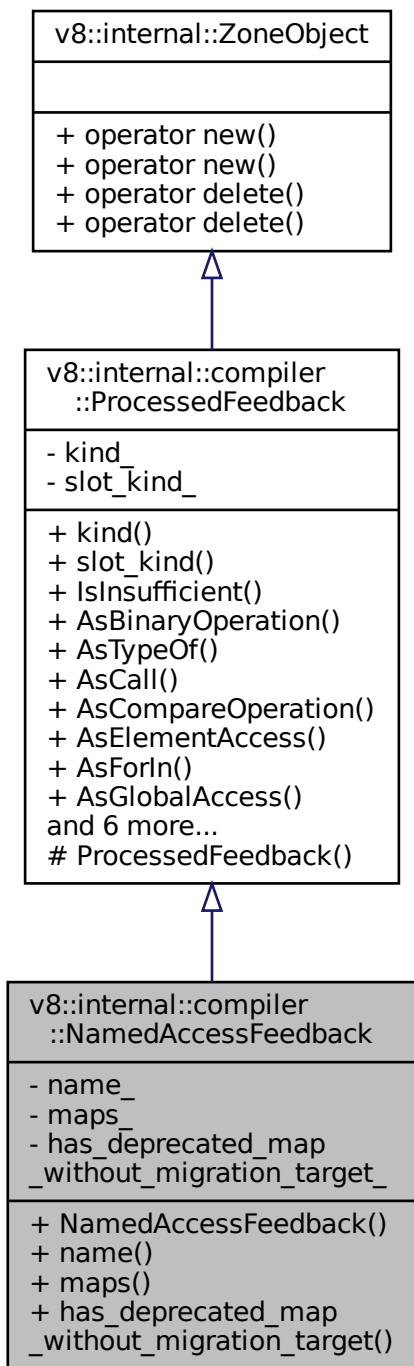 v8::internal::ZoneObject
+ operator new()
+ operator new()
+ operator delete()
+ operator delete()
v8::internal::compiler
::ProcessedFeedback
- kind_
- slot_kind_
+ kind()
+ slot_kind()
+ IsInsufficient()
+ AsBinaryOperation()
+ AsTypeOf()
+ AsCall()
+ AsCompareOperation()
+ AsElementAccess()
+ AsForIn()
+ AsGlobalAccess()
and 6 more...
# ProcessedFeedback()
v8::internal::compiler
::NamedAccessFeedback
- name_
- maps_
- has_deprecated_map
_without_migration_target_
+ NamedAccessFeedback()
+ name()
+ maps()
+ has_deprecated_map
_without_migration_target()